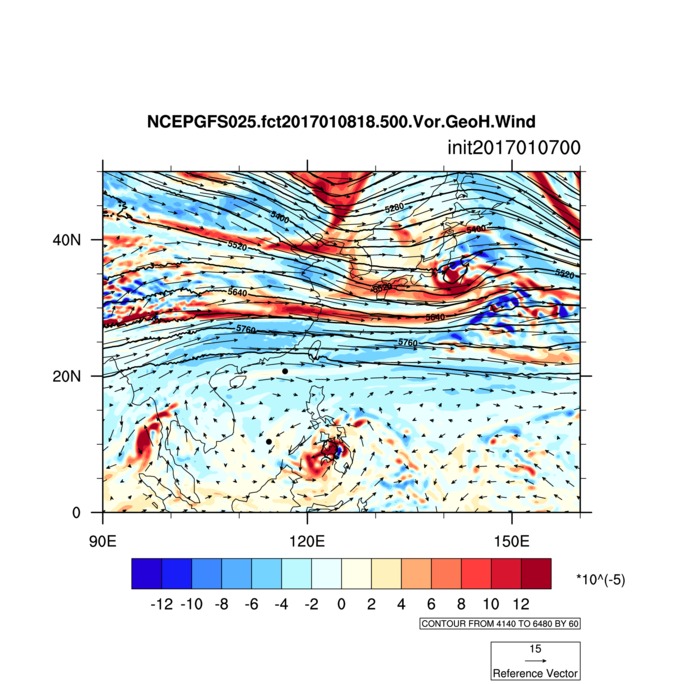 NCEPGFS025.fct2017010818.500.Vor.GeoH.Wind
init2017010700
40N
20N
0
90E 120E 150E
5280
5400
5400
5520
5520
5520
5640
5640
5760
5760
-12 -10 -8 -6 -4 -2 0 2 4 6 8 10 12
*10^(-5)
CONTOUR FROM 4140 TO 6480 BY 60
15
Reference Vector